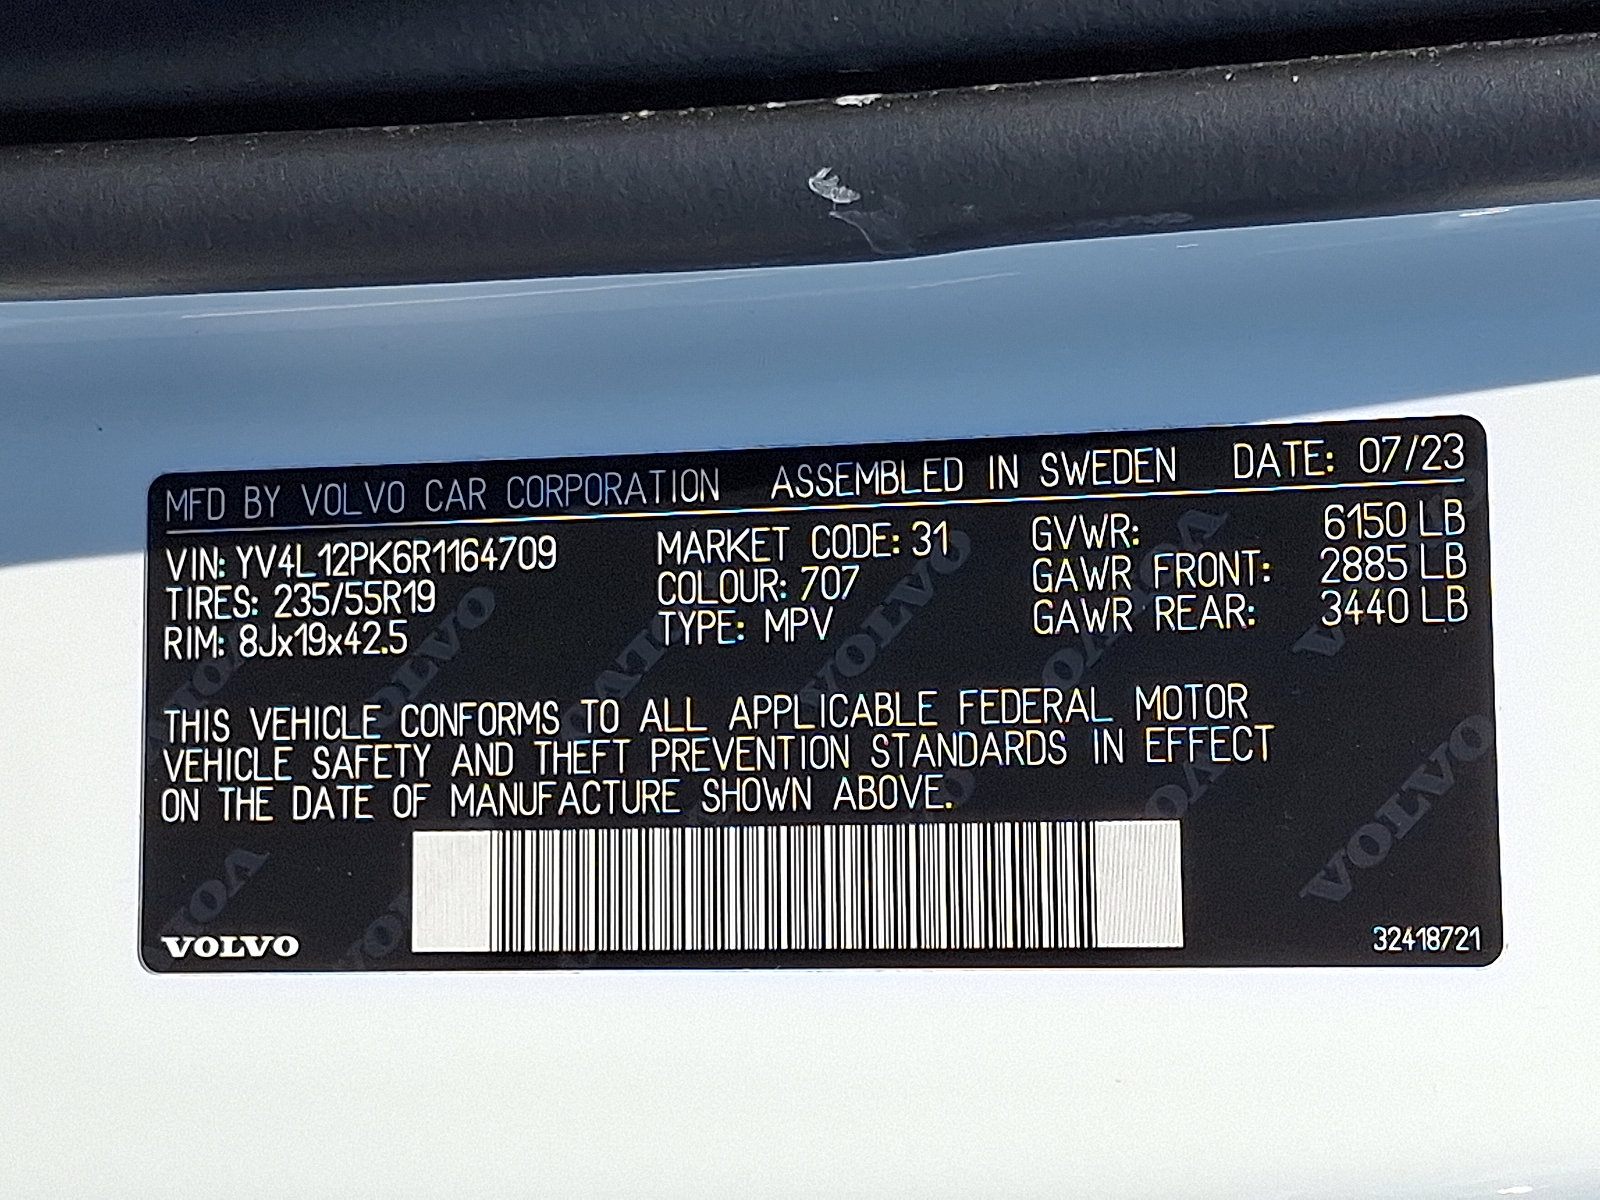 MFD BY VOLVO CAR CORPORATION ASSEMBLED IN SWEDEN DATE: 07/23
VIN: YV4L12PK6R1164709 MARKET CODE: 31 GVWR: 6150 LB
TIRES: 235/55R19 COLOUR: 707 GAWR FRONT: 2885 LB
RIM: 8Jx19x42.5 TYPE: MPV GAWR REAR: 3440 LB
THIS VEHICLE CONFORMS TO ALL APPLICABLE FEDERAL MOTOR
VEHICLE SAFETY AND THEFT PREVENTION STANDARDS IN EFFECT
ON THE DATE OF MANUFACTURE SHOWN ABOVE.
VOLVO 32418721